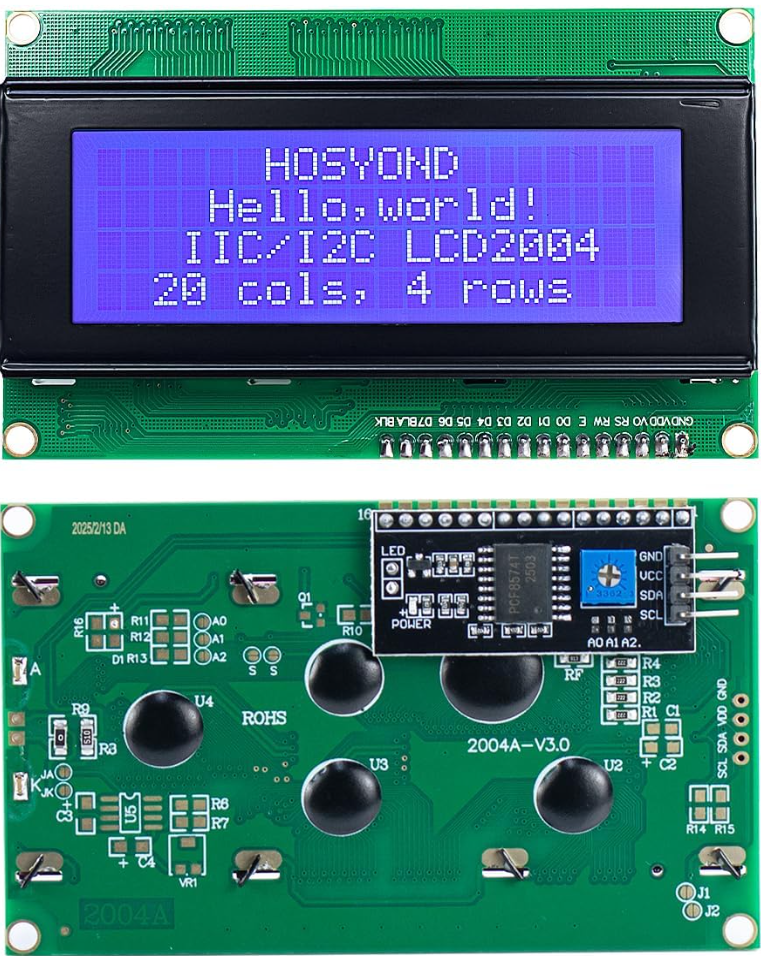 HOSYOND
Hello,world!
IIC/I2C LCD2004
20 cols, 4 rows
BLK BLA D7 D6 D5 D4 D3 D2 D1 D0 E RW RS VO VDD GND
2025/2/13 DA
16
LED
POWER
PCF8574T
2503
3362
A0 A1 A2.
GND
VCC
SDA
SCL
R16
D1
R11
R12
R13
A0
A1
A2
S S
Q1
R10
RF
R4
R3
R2
R1
C1
C2
SCL SDA VDD GND
A
R9
0
510
R3
U4
ROHS
2004A-V3.0
K
JA
JK
C3
U5
R6
R7
C4
VR1
U3
U2
R14 R15
J1
J2
2004A